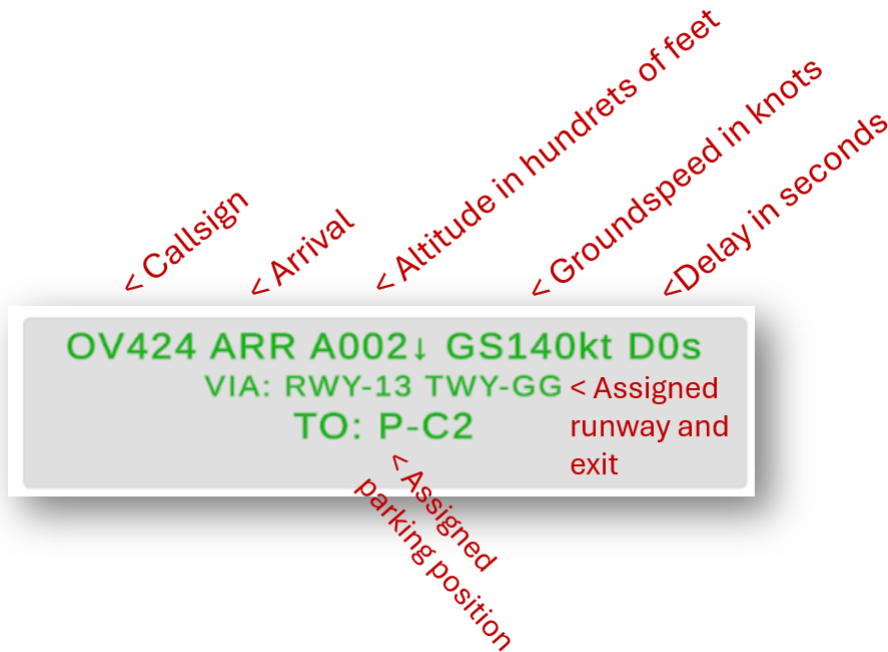 < Callsign
< Arrival
< Altitude in hundrets of feet
< Groundspeed in knots
<Delay in seconds
OV424 ARR A002↓ GS140kt D0s
VIA: RWY-13 TWY-GG
< Assigned
runway and
exit
TO: P-C2
< Assigned
parking position